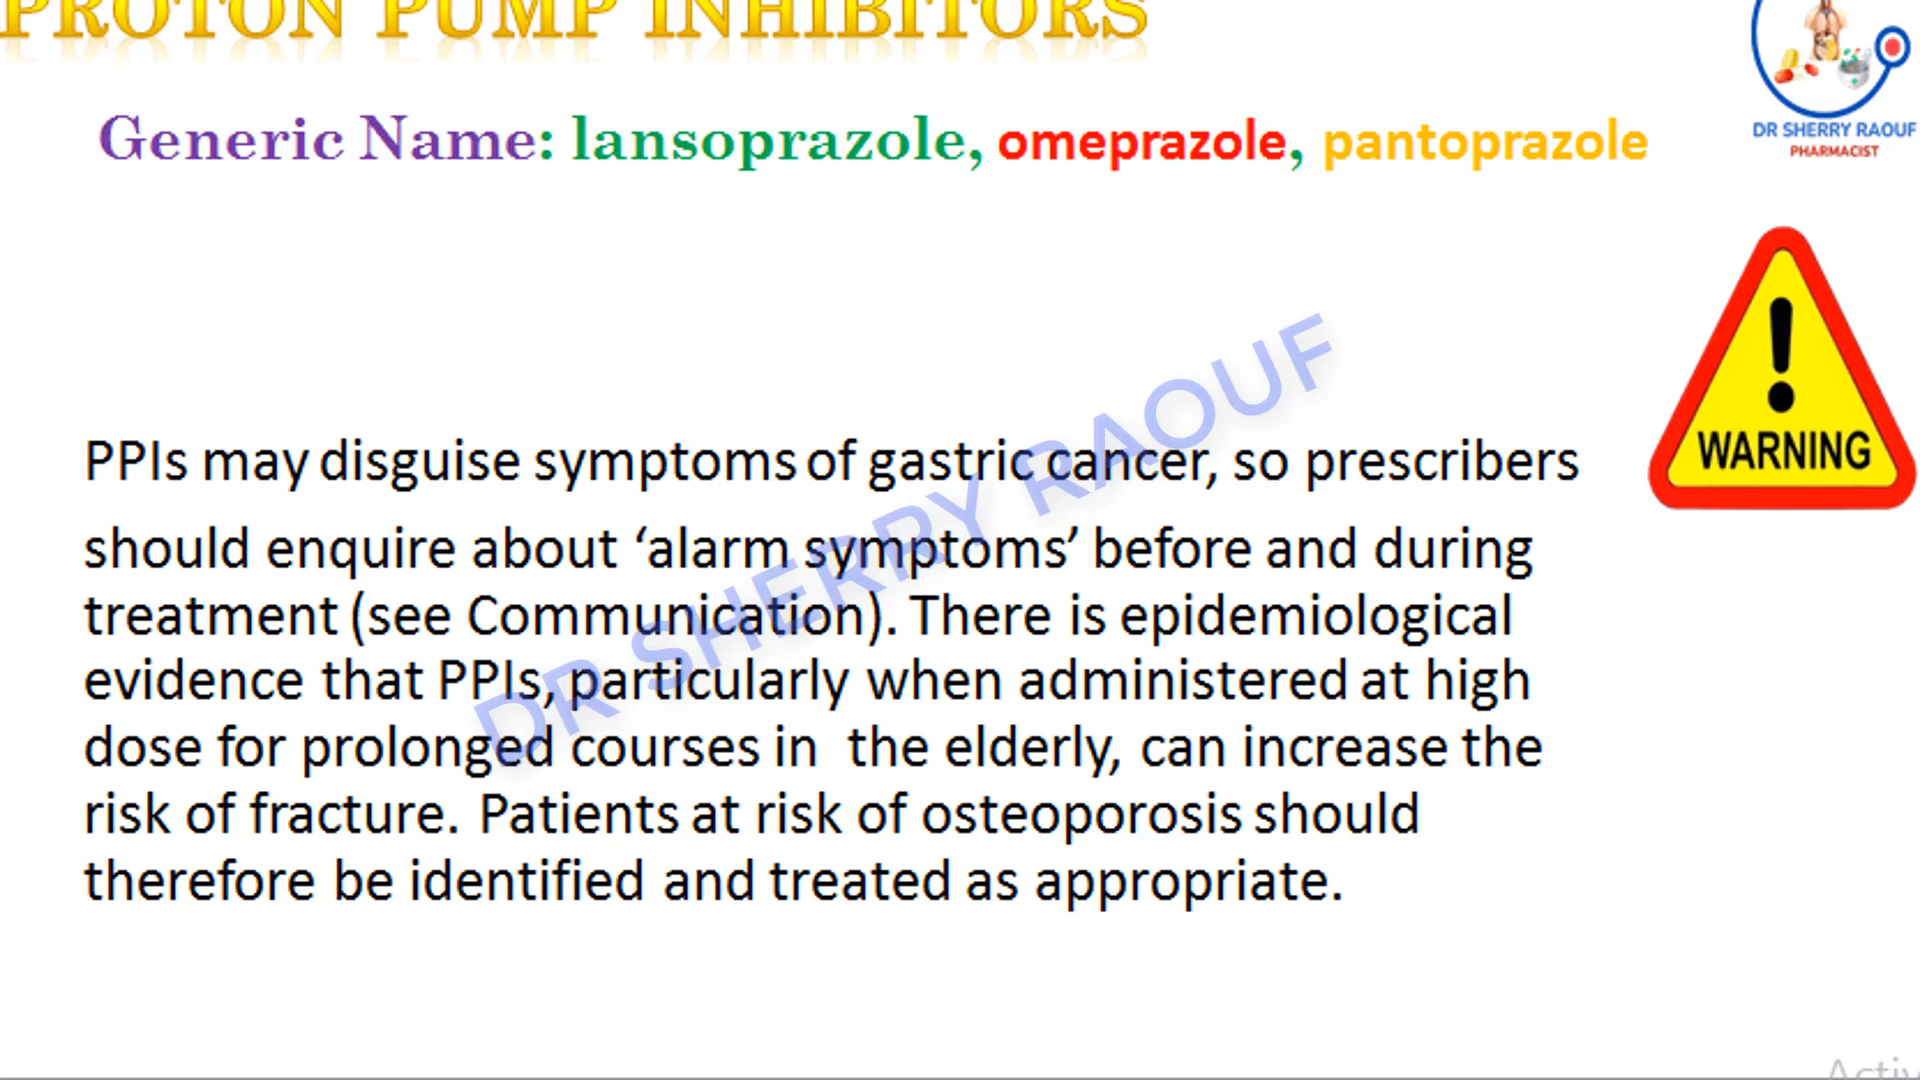 PROTON PUMP INHIBITORS
DR SHERRY RAOUF
PHARMACIST
Generic Name: lansoprazole, omeprazole, pantoprazole
WARNING
PPIs may disguise symptoms of gastric cancer, so prescribers
should enquire about ‘alarm symptoms’ before and during
treatment (see Communication). There is epidemiological
evidence that PPIs, particularly when administered at high
dose for prolonged courses in the elderly, can increase the
risk of fracture. Patients at risk of osteoporosis should
therefore be identified and treated as appropriate.
DR SHERRY RAOUF